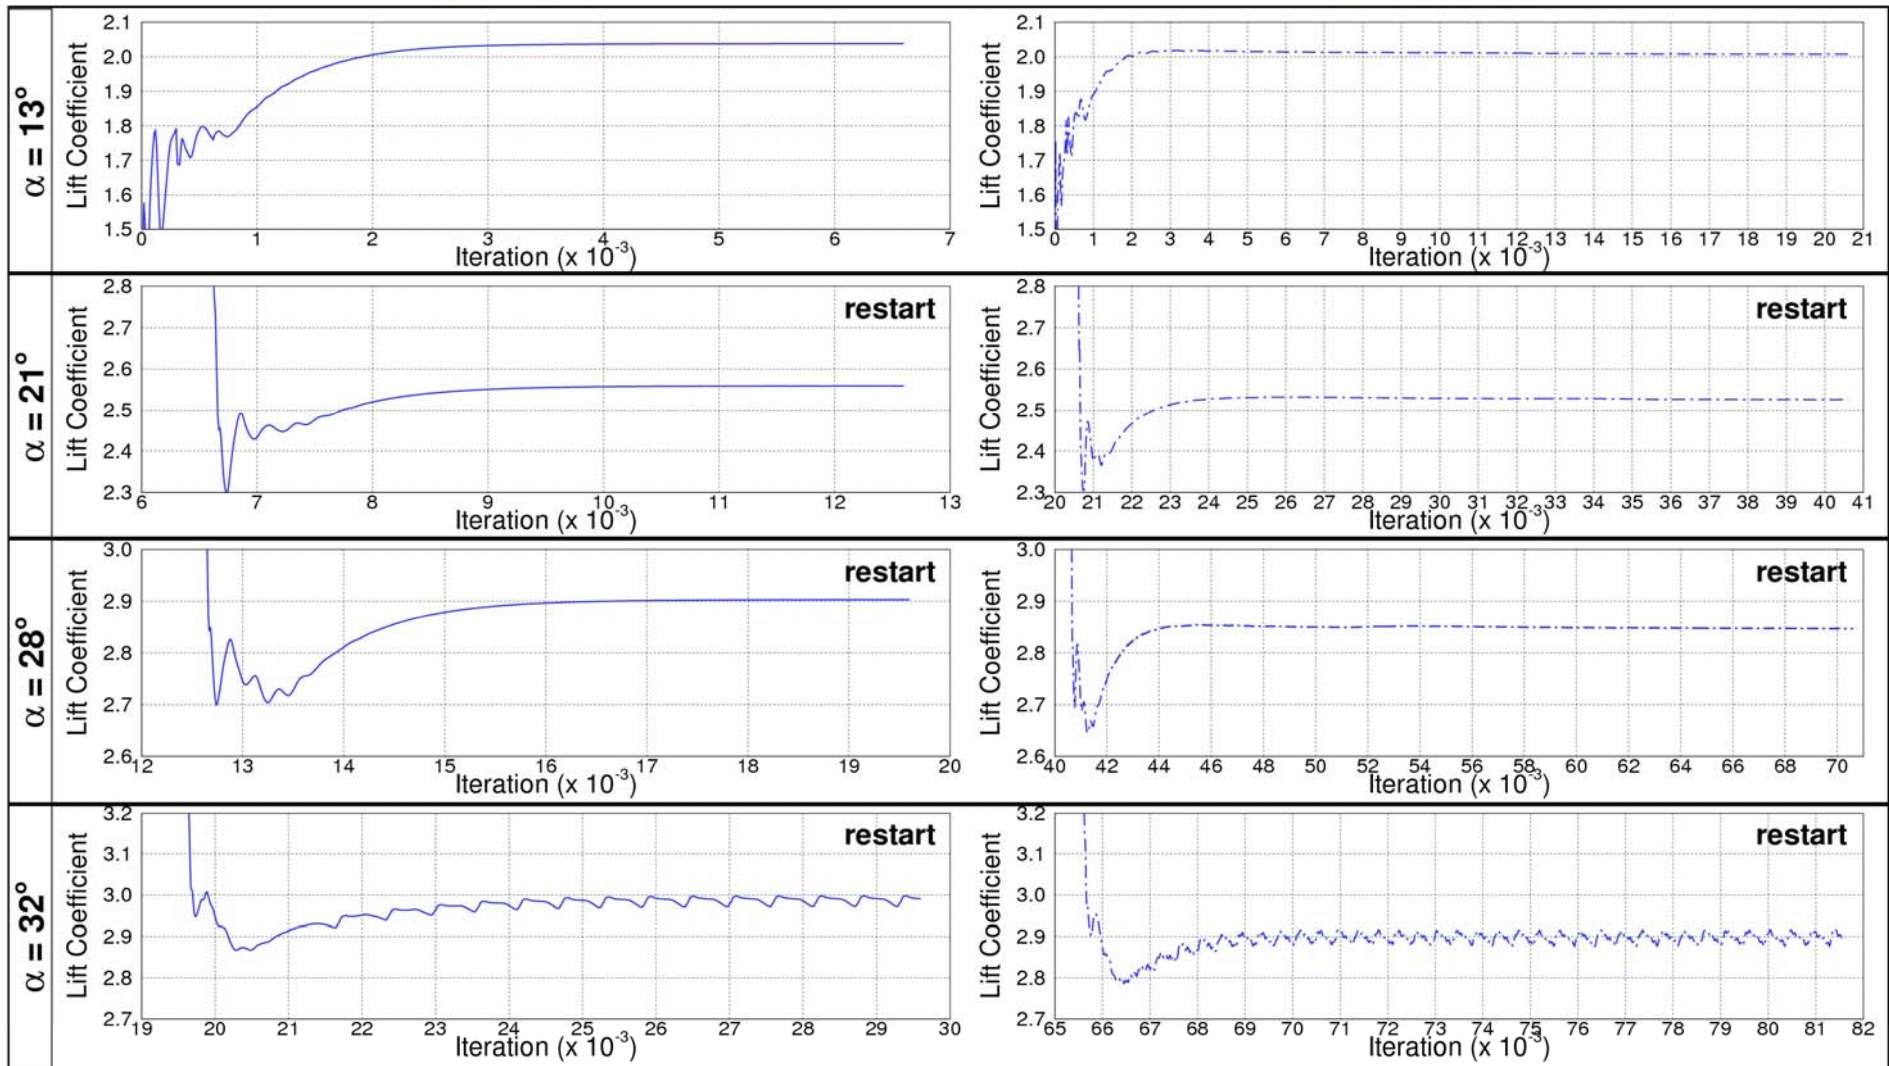 α = 13°
Lift Coefficient
2.1
2.0
1.9
1.8
1.7
1.6
1.5
0 1 2 3 4 5 6 7
Iteration (x 10⁻³)
Lift Coefficient
2.1
2.0
1.9
1.8
1.7
1.6
1.5
0 1 2 3 4 5 6 7 8 9 10 11 12 13 14 15 16 17 18 19 20 21
Iteration (x 10⁻³)
α = 21°
Lift Coefficient
2.8
2.7
2.6
2.5
2.4
2.3
restart
6 7 8 9 10 11 12 13
Iteration (x 10⁻³)
Lift Coefficient
2.8
2.7
2.6
2.5
2.4
2.3
restart
20 21 22 23 24 25 26 27 28 29 30 31 32 33 34 35 36 37 38 39 40 41
Iteration (x 10⁻³)
α = 28°
Lift Coefficient
3.0
2.9
2.8
2.7
2.6
restart
12 13 14 15 16 17 18 19 20
Iteration (x 10⁻³)
Lift Coefficient
3.0
2.9
2.8
2.7
2.6
restart
40 42 44 46 48 50 52 54 56 58 60 62 64 66 68 70
Iteration (x 10⁻³)
α = 32°
Lift Coefficient
3.2
3.1
3.0
2.9
2.8
2.7
restart
19 20 21 22 23 24 25 26 27 28 29 30
Iteration (x 10⁻³)
Lift Coefficient
3.2
3.1
3.0
2.9
2.8
2.7
restart
65 66 67 68 69 70 71 72 73 74 75 76 77 78 79 80 81 82
Iteration (x 10⁻³)